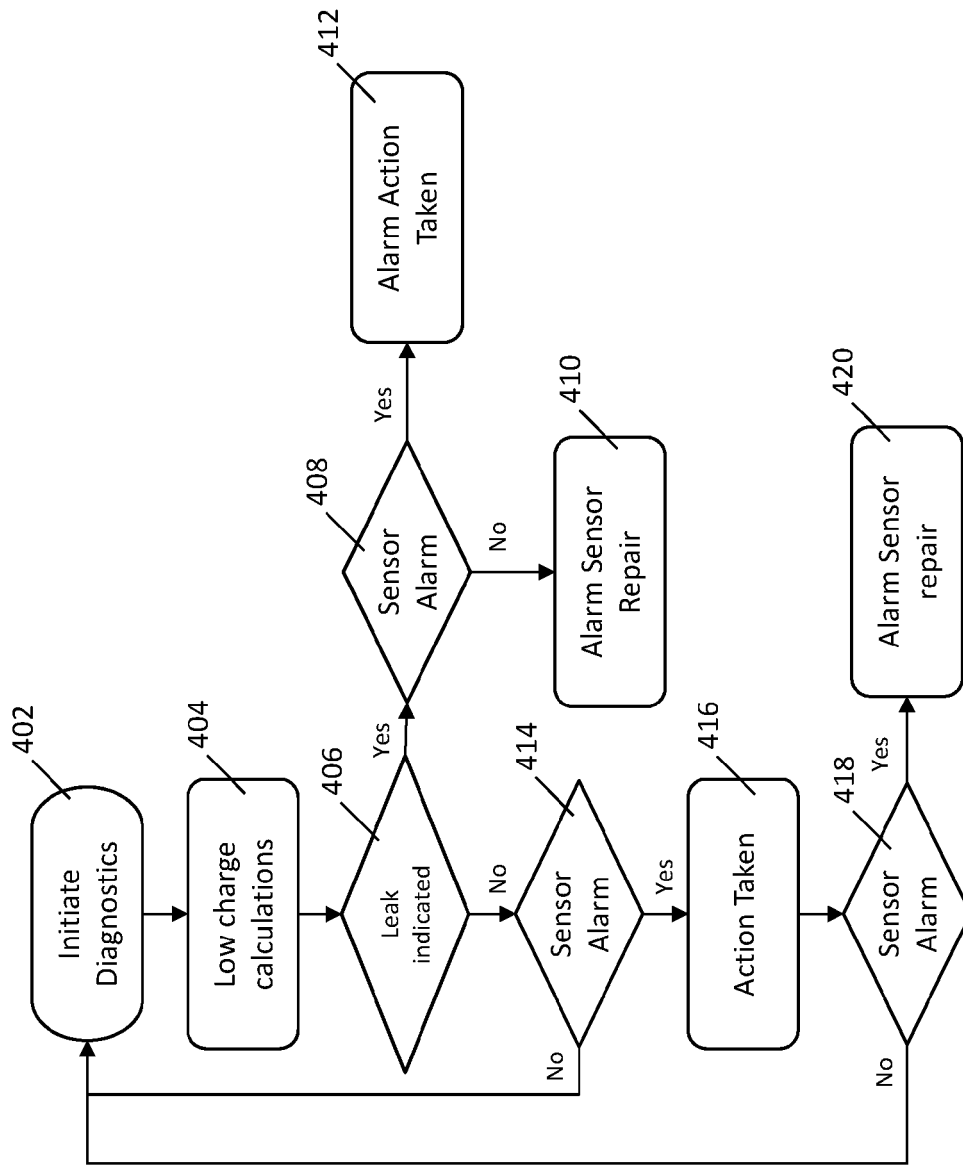 402
Initiate
Diagnostics
404
Low charge
calculations
406
Leak
indicated
Yes
408
Sensor
Alarm
Yes
412
Alarm Action
Taken
No
410
Alarm Sensor
Repair
No
414
Sensor
Alarm
No
Yes
416
Action Taken
418
Sensor
Alarm
No
Yes
420
Alarm Sensor
repair